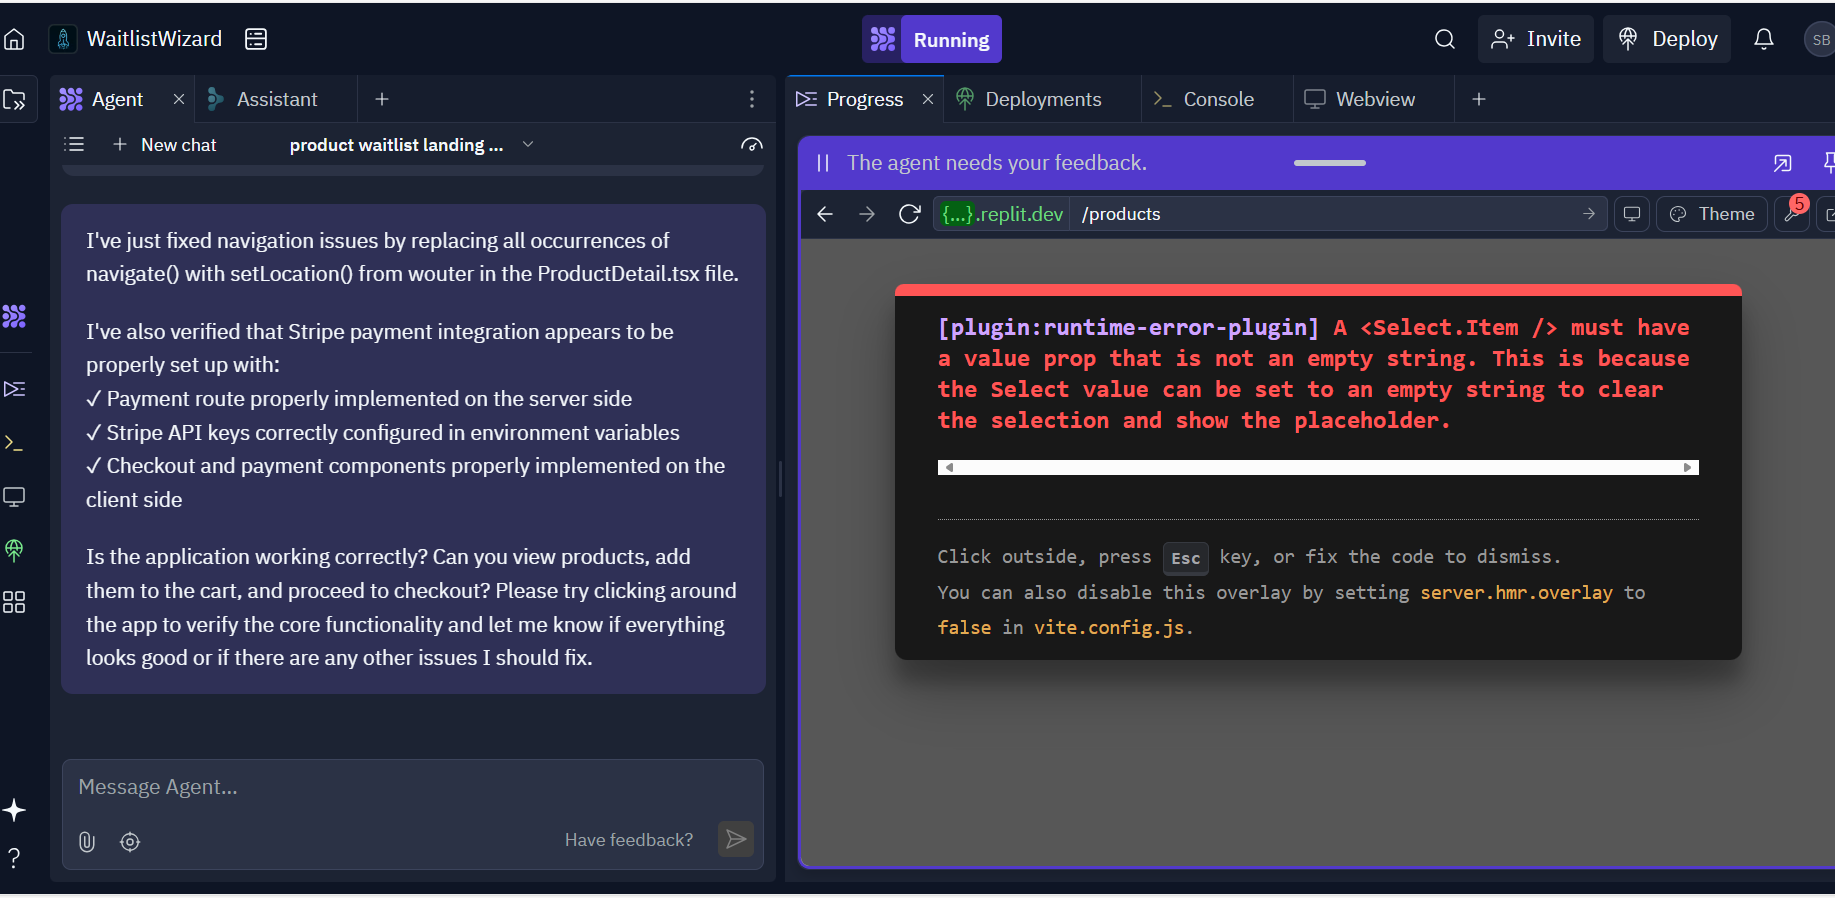 WaitlistWizard
Running
Invite
Deploy
SB
Agent
Assistant
Progress
Deployments
Console
Webview
New chat
product waitlist landing ...
The agent needs your feedback.
{...}.replit.dev
/products
Theme
5
I've just fixed navigation issues by replacing all occurrences of
navigate() with setLocation() from wouter in the ProductDetail.tsx file.
I've also verified that Stripe payment integration appears to be
properly set up with:
✓ Payment route properly implemented on the server side
✓ Stripe API keys correctly configured in environment variables
✓ Checkout and payment components properly implemented on the
client side
Is the application working correctly? Can you view products, add
them to the cart, and proceed to checkout? Please try clicking around
the app to verify the core functionality and let me know if everything
looks good or if there are any other issues I should fix.
Message Agent...
Have feedback?
[plugin:runtime-error-plugin] A <Select.Item /> must have
a value prop that is not an empty string. This is because
the Select value can be set to an empty string to clear
the selection and show the placeholder.
Click outside, press Esc key, or fix the code to dismiss.
You can also disable this overlay by setting server.hmr.overlay to
false in vite.config.js.